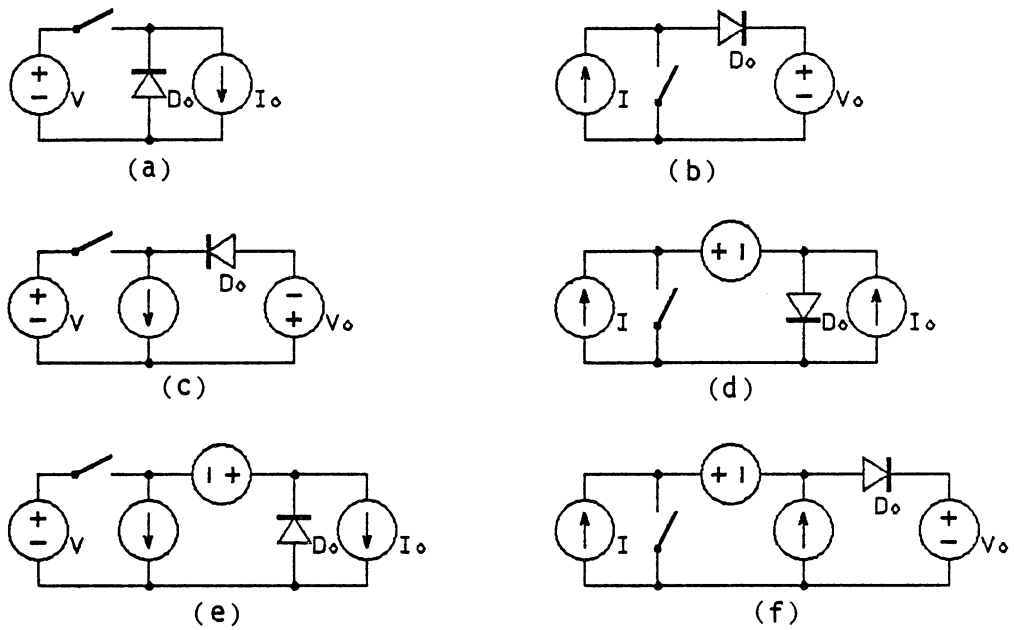 V Do Io
(a)
I Do Vo
(b)
V Do Vo
(c)
I Do Io
(d)
V Do Io
(e)
I Do Vo
(f)